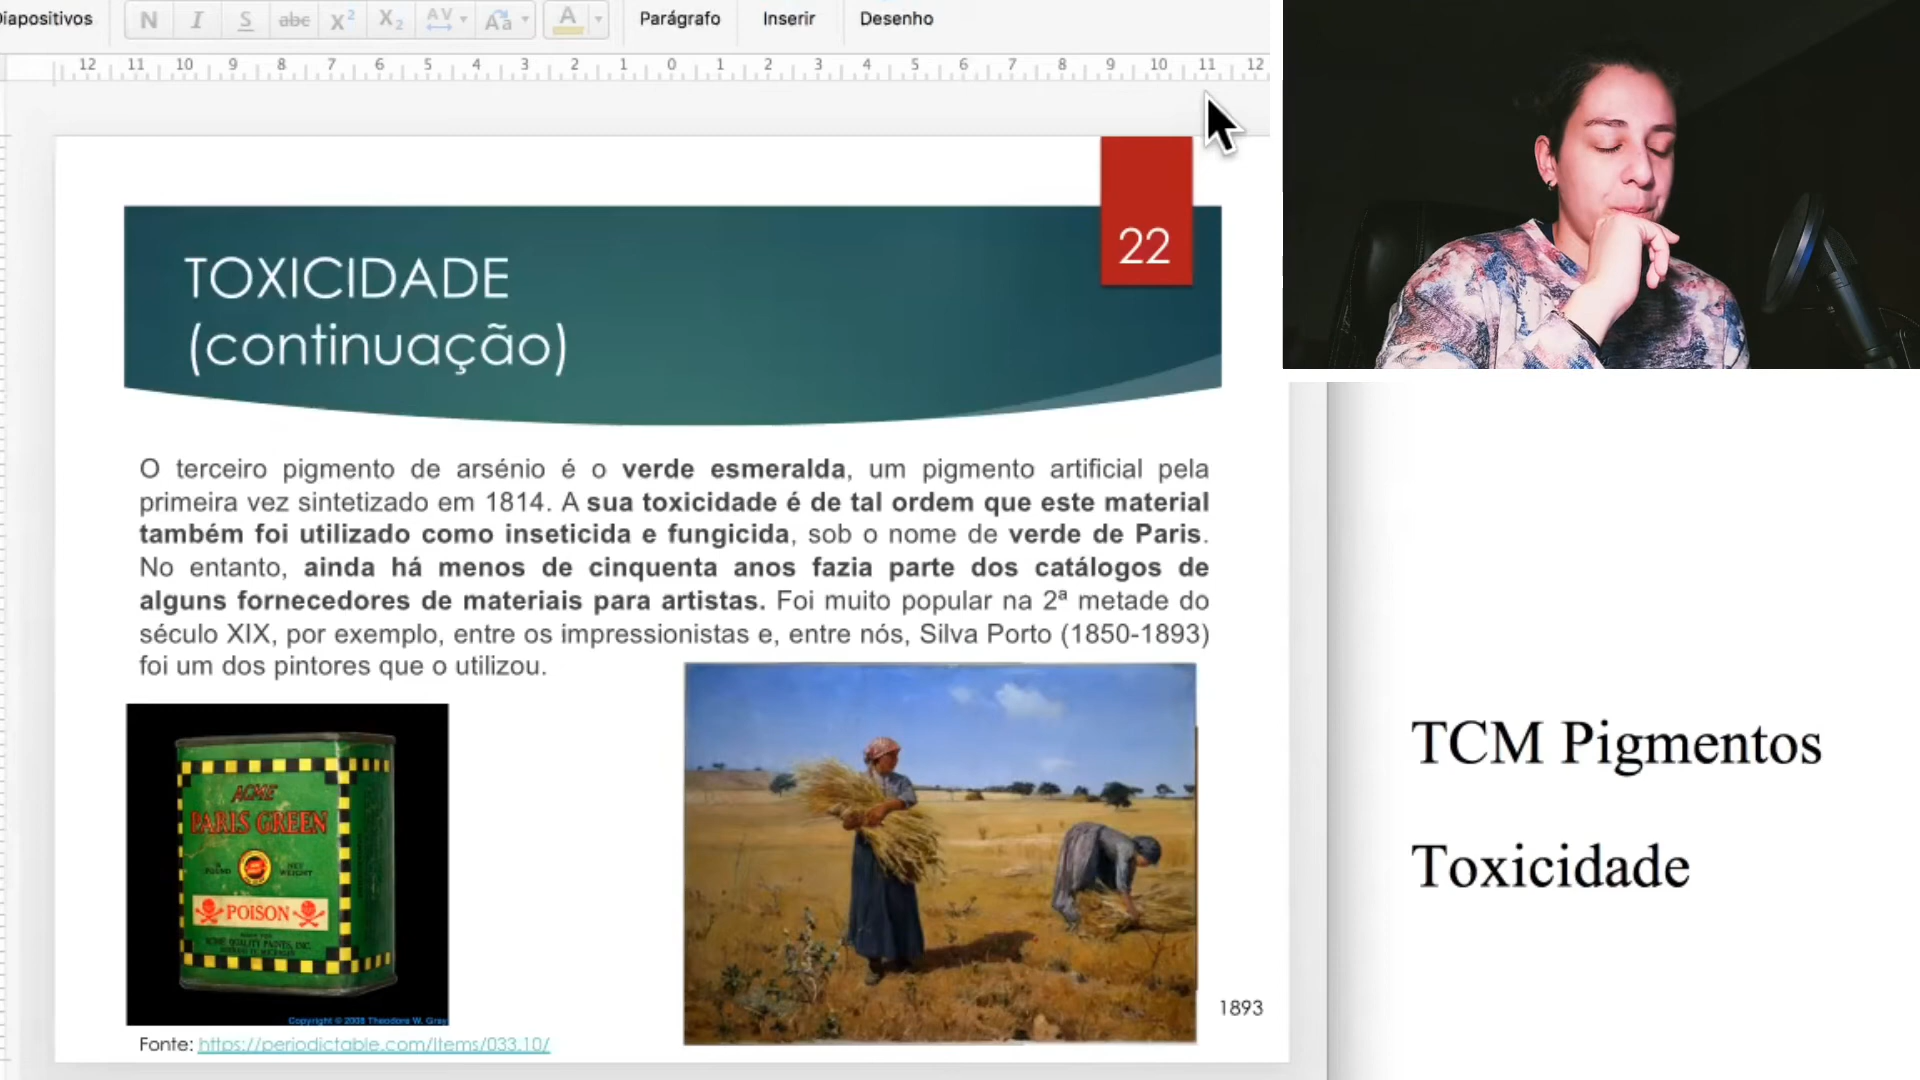 Diapositivos
N I S abc X² X₂ AV Aa A
Parágrafo
Inserir
Desenho
12 11 10 9 8 7 6 5 4 3 2 1 0 1 2 3 4 5 6 7 8 9 10 11 12
22
TOXICIDADE
(continuação)
O terceiro pigmento de arsénio é o verde esmeralda, um pigmento artificial pela
primeira vez sintetizado em 1814. A sua toxicidade é de tal ordem que este material
também foi utilizado como inseticida e fungicida, sob o nome de verde de Paris.
No entanto, ainda há menos de cinquenta anos fazia parte dos catálogos de
alguns fornecedores de materiais para artistas. Foi muito popular na 2ª metade do
século XIX, por exemplo, entre os impressionistas e, entre nós, Silva Porto (1850-1893)
foi um dos pintores que o utilizou.
ACME
PARIS GREEN
POUND
NET
WEIGHT
POISON
ACME QUALITY PAINTS, INC.
Copyright © 2008 Theodore W. Gray
1893
Fonte: https://periodictable.com/Items/033.10/
TCM Pigmentos
Toxicidade